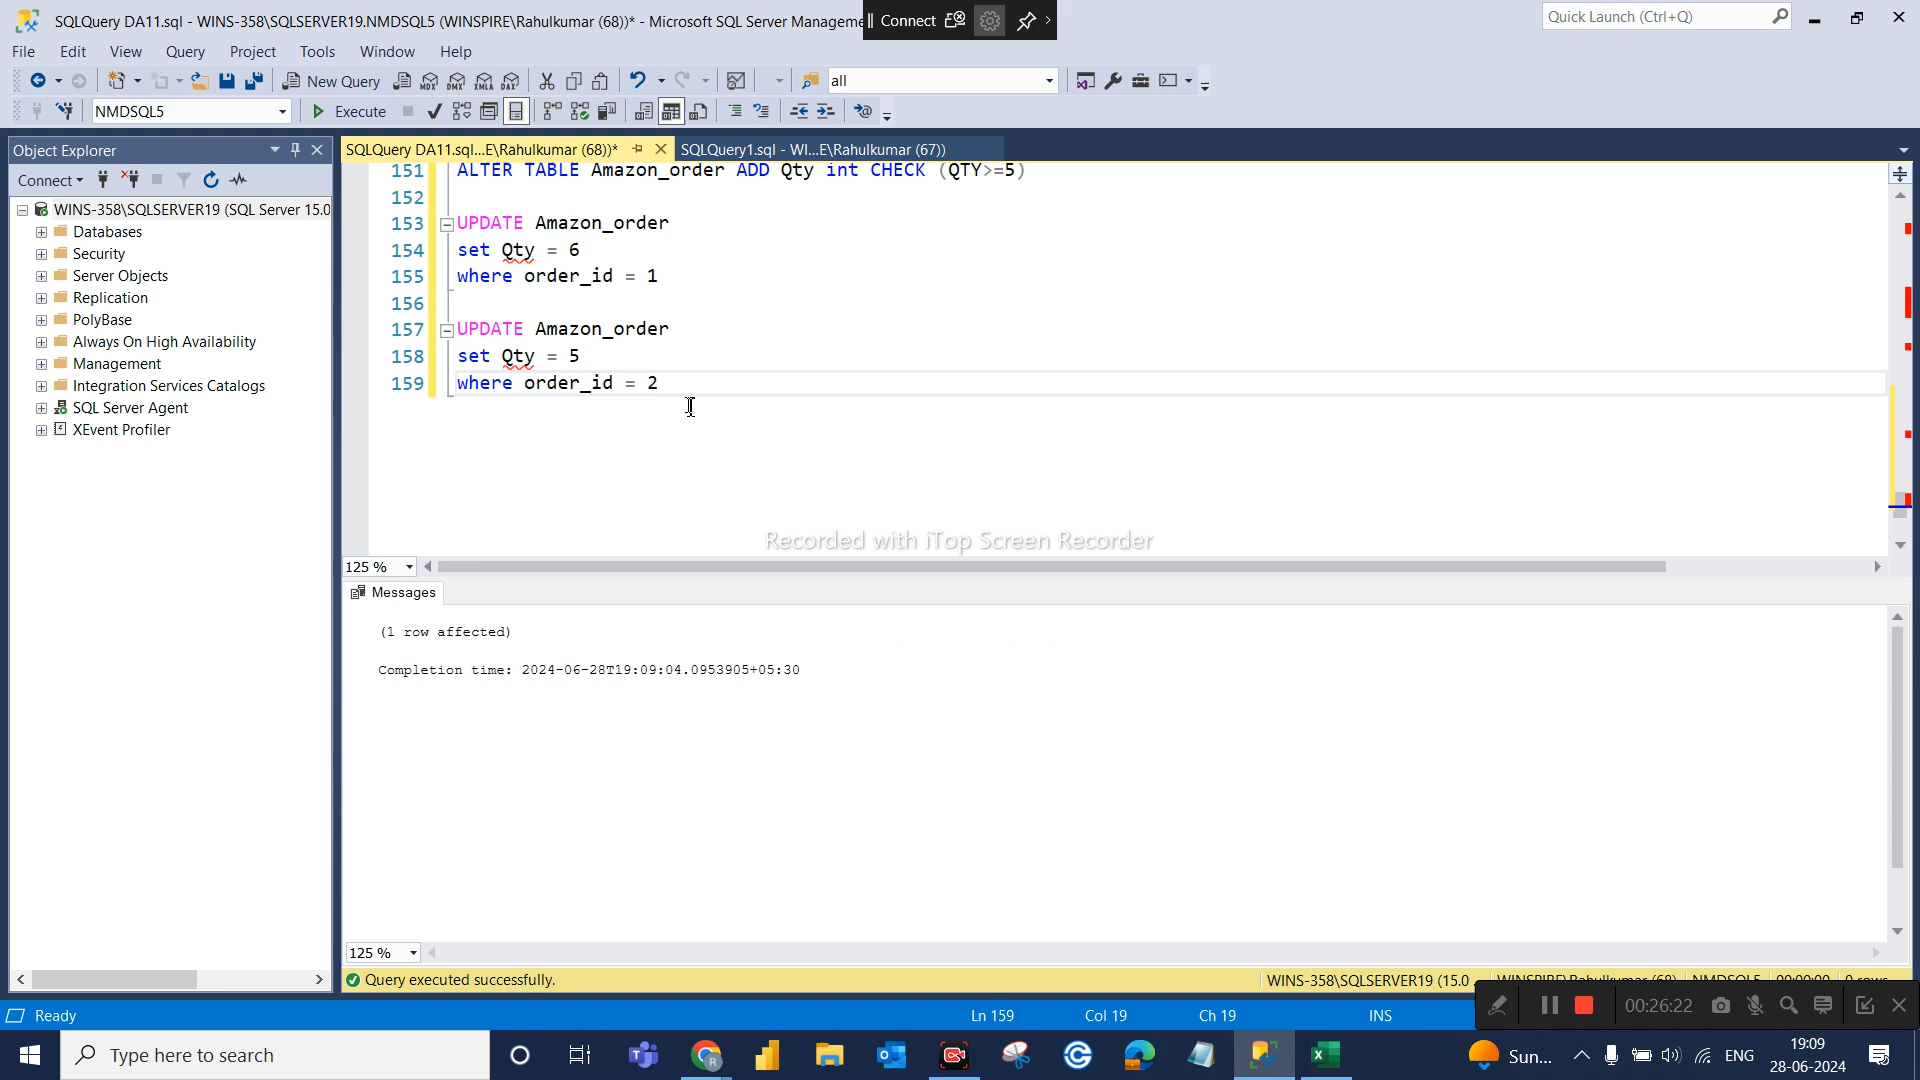 SQLQuery DA11.sql - WINS-358\SQLSERVER19.NMDSQL5 (WINSPIRE\Rahulkumar (68))* - Microsoft SQL Server Manageme
Connect
Quick Launch (Ctrl+Q)
File Edit View Query Project Tools Window Help
New Query
MDX DMX XMLA DAX
all
NMDSQL5
Execute
Object Explorer
SQLQuery DA11.sql...E\Rahulkumar (68))*
SQLQuery1.sql - WI...E\Rahulkumar (67))
Connect
WINS-358\SQLSERVER19 (SQL Server 15.0
Databases
Security
Server Objects
Replication
PolyBase
Always On High Availability
Management
Integration Services Catalogs
SQL Server Agent
XEvent Profiler
151 ALTER TABLE Amazon_order ADD Qty int CHECK (QTY>=5)
152
153 UPDATE Amazon_order
154 set Qty = 6
155 where order_id = 1
156
157 UPDATE Amazon_order
158 set Qty = 5
159 where order_id = 2
Recorded with iTop Screen Recorder
125 %
Messages
(1 row affected)
Completion time: 2024-06-28T19:09:04.0953905+05:30
125 %
Query executed successfully.
WINS-358\SQLSERVER19 (15.0 ...
WINSPIRE\Rahulkumar (68)
NMDSQL5
00:00:00
0 rows
Ready
Ln 159
Col 19
Ch 19
INS
00:26:22
Type here to search
Sun...
ENG
19:09
28-06-2024